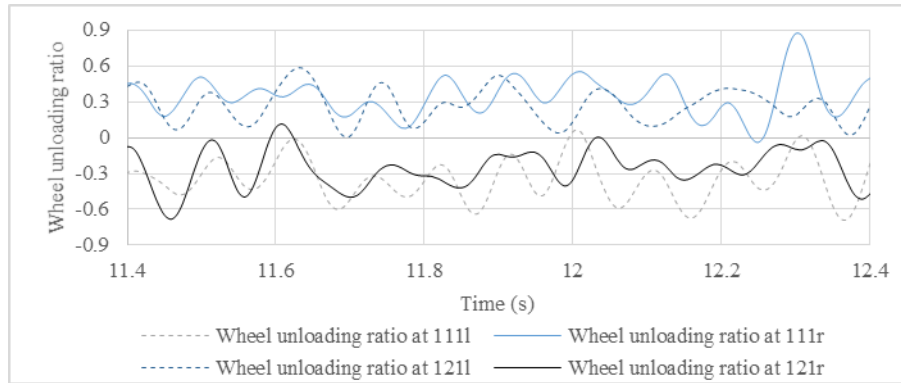 0.9
0.6
0.3
0
-0.3
-0.6
-0.9
Wheel unloading ratio
11.4 11.6 11.8 12 12.2 12.4
Time (s)
Wheel unloading ratio at 111l Wheel unloading ratio at 111r
Wheel unloading ratio at 121l Wheel unloading ratio at 121r